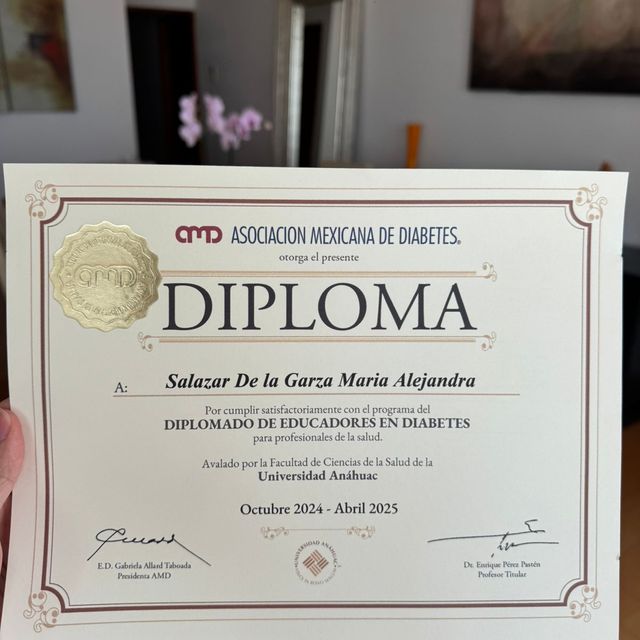 AMD ASOCIACION MEXICANA DE DIABETES®
otorga el presente
DIPLOMA
A: Salazar De la Garza Maria Alejandra
Por cumplir satisfactoriamente con el programa del
DIPLOMADO DE EDUCADORES EN DIABETES
para profesionales de la salud.
Avalado por la Facultad de Ciencias de la Salud de la
Universidad Anáhuac
Octubre 2024 - Abril 2025
E.D. Gabriela Allard Taboada
Presidenta AMD
Dr. Enrique Pérez Pastén
Profesor Titular
AMD
UNIVERSIDAD ANÁHUAC